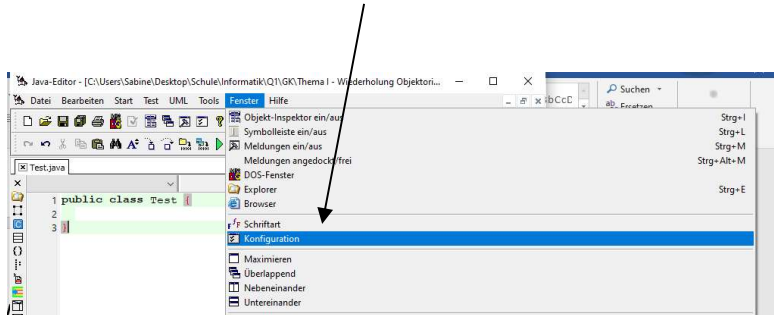 Java-Editor - [C:\Users\Sabine\Desktop\Schule\Informatik\Q1\GK\Thema I - Wiederholung Objektori...
Suchen
Datei Bearbeiten Start Test UML Tools Fenster Hilfe
bCcD
ab Ersetzen
Objekt-Inspektor ein/aus Strg+I
Symbolleiste ein/aus Strg+L
Meldungen ein/aus Strg+M
Meldungen angedockt/frei Strg+Alt+M
DOS-Fenster
Explorer Strg+E
Browser
Schriftart
Konfiguration
Maximieren
Überlappend
Nebeneinander
Untereinander
Test.java
1 public class Test {
2
3 }